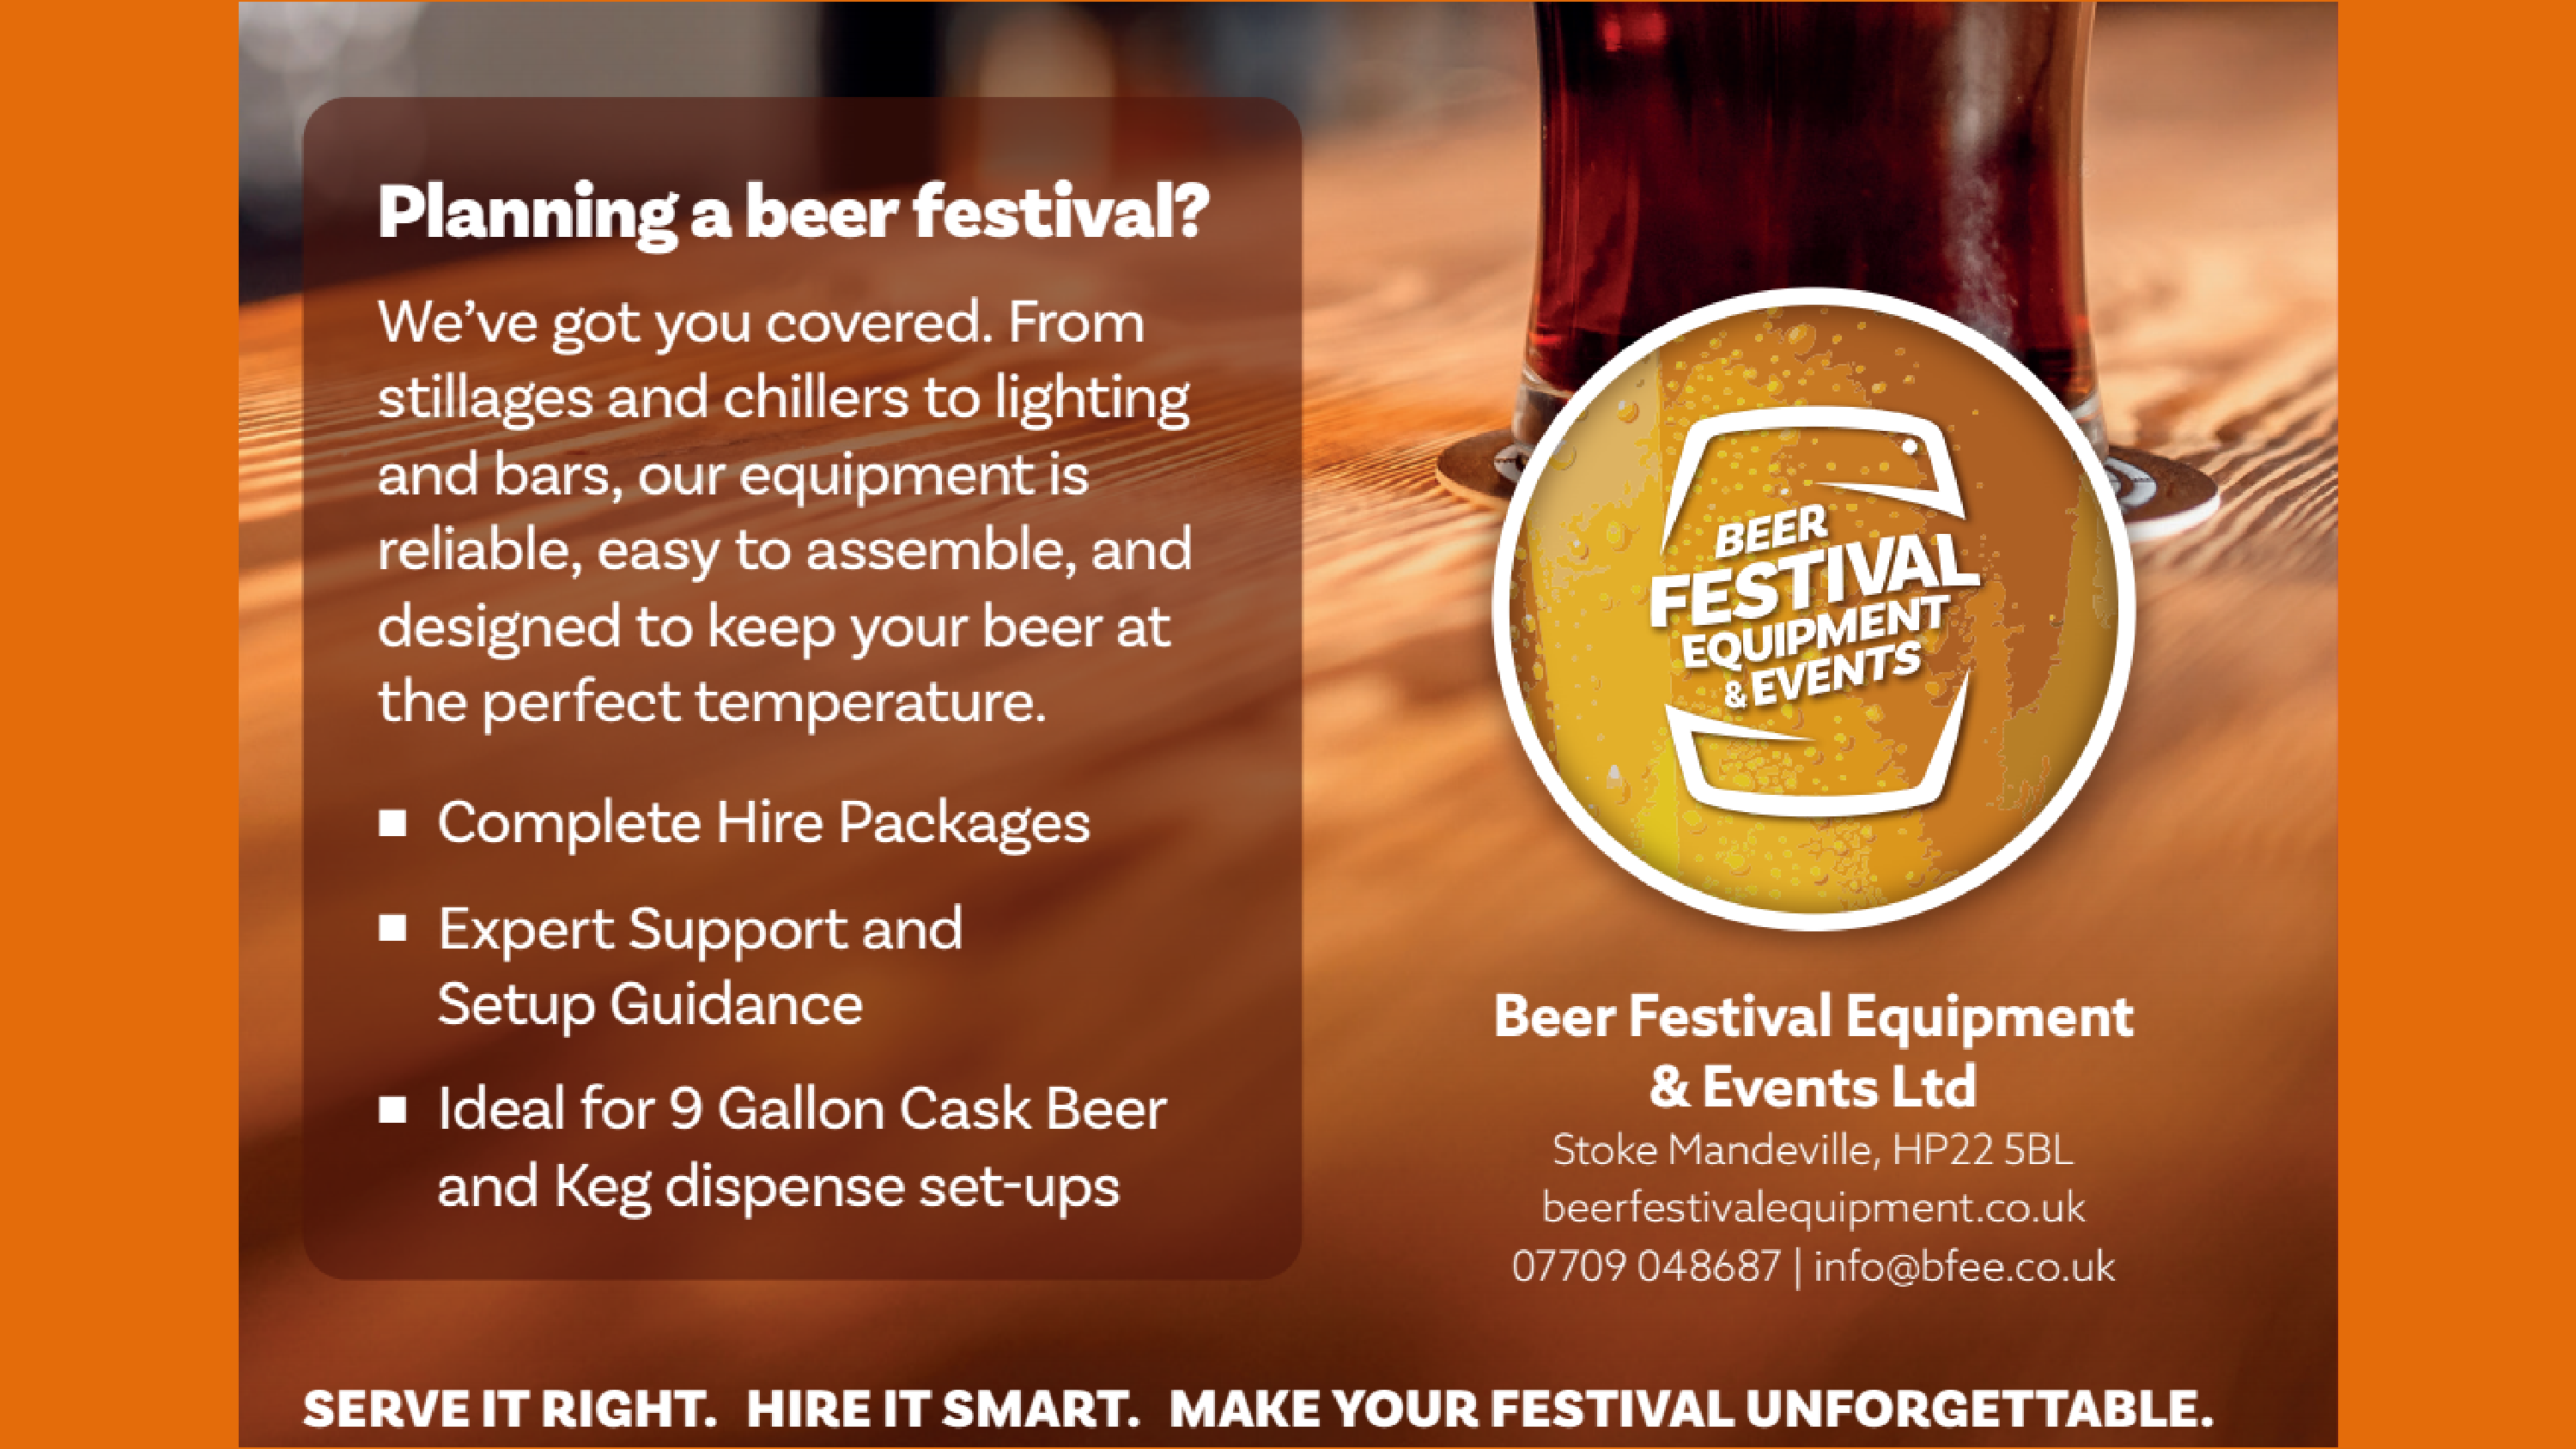 Planning a beer festival?
We've got you covered. From
stillages and chillers to lighting
and bars, our equipment is
reliable, easy to assemble, and
designed to keep your beer at
the perfect temperature.
■ Complete Hire Packages
■ Expert Support and
Setup Guidance
■ Ideal for 9 Gallon Cask Beer
and Keg dispense set-ups
BEER
FESTIVAL
EQUIPMENT
& EVENTS
Beer Festival Equipment
& Events Ltd
Stoke Mandeville, HP22 5BL
beerfestivalequipment.co.uk
07709 048687 | info@bfee.co.uk
SERVE IT RIGHT. HIRE IT SMART. MAKE YOUR FESTIVAL UNFORGETTABLE.